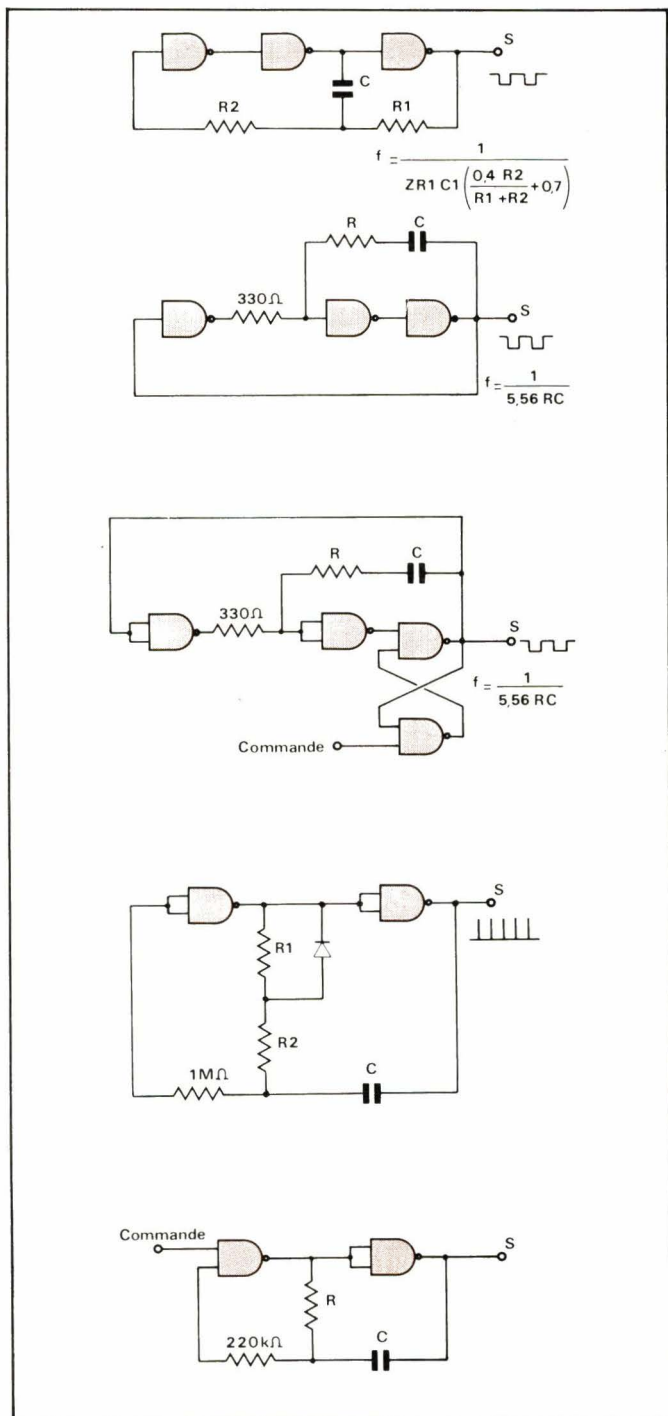 S
C
R2
R1
f = 1 / ZR1 C1 ( 0,4 R2 / R1 + R2 + 0,7 )
R
C
330Ω
S
f = 1 / 5,56 RC
R
C
330Ω
S
f = 1 / 5,56 RC
Commande
S
R1
R2
1MΩ
C
Commande
S
R
220kΩ
C